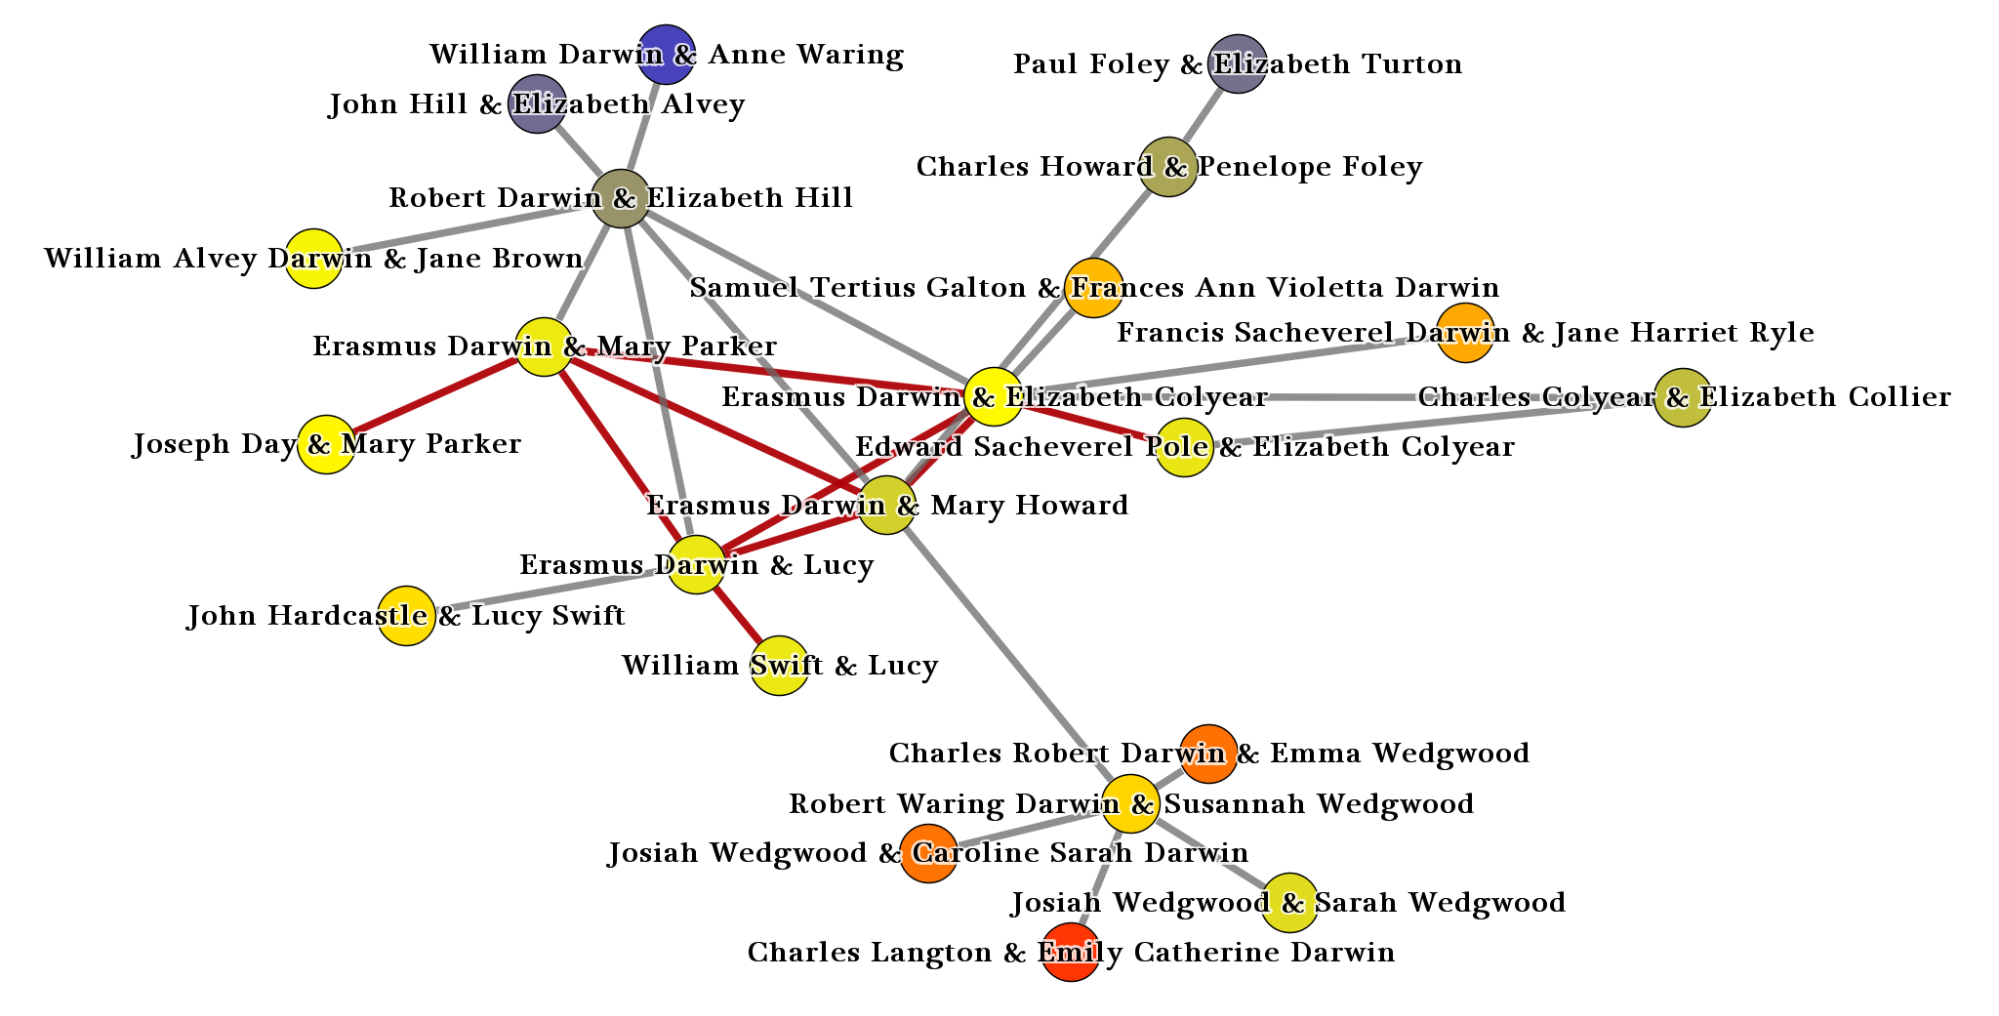 William Darwin & Anne Waring
Paul Foley & Elizabeth Turton
John Hill & Elizabeth Alvey
Charles Howard & Penelope Foley
Robert Darwin & Elizabeth Hill
William Alvey Darwin & Jane Brown
Samuel Tertius Galton & Frances Ann Violetta Darwin
Francis Sacheverel Darwin & Jane Harriet Ryle
Erasmus Darwin & Mary Parker
Erasmus Darwin & Elizabeth Colyear
Charles Colyear & Elizabeth Collier
Joseph Day & Mary Parker
Edward Sacheverel Pole & Elizabeth Colyear
Erasmus Darwin & Mary Howard
Erasmus Darwin & Lucy
John Hardcastle & Lucy Swift
William Swift & Lucy
Charles Robert Darwin & Emma Wedgwood
Robert Waring Darwin & Susannah Wedgwood
Josiah Wedgwood & Caroline Sarah Darwin
Josiah Wedgwood & Sarah Wedgwood
Charles Langton & Emily Catherine Darwin